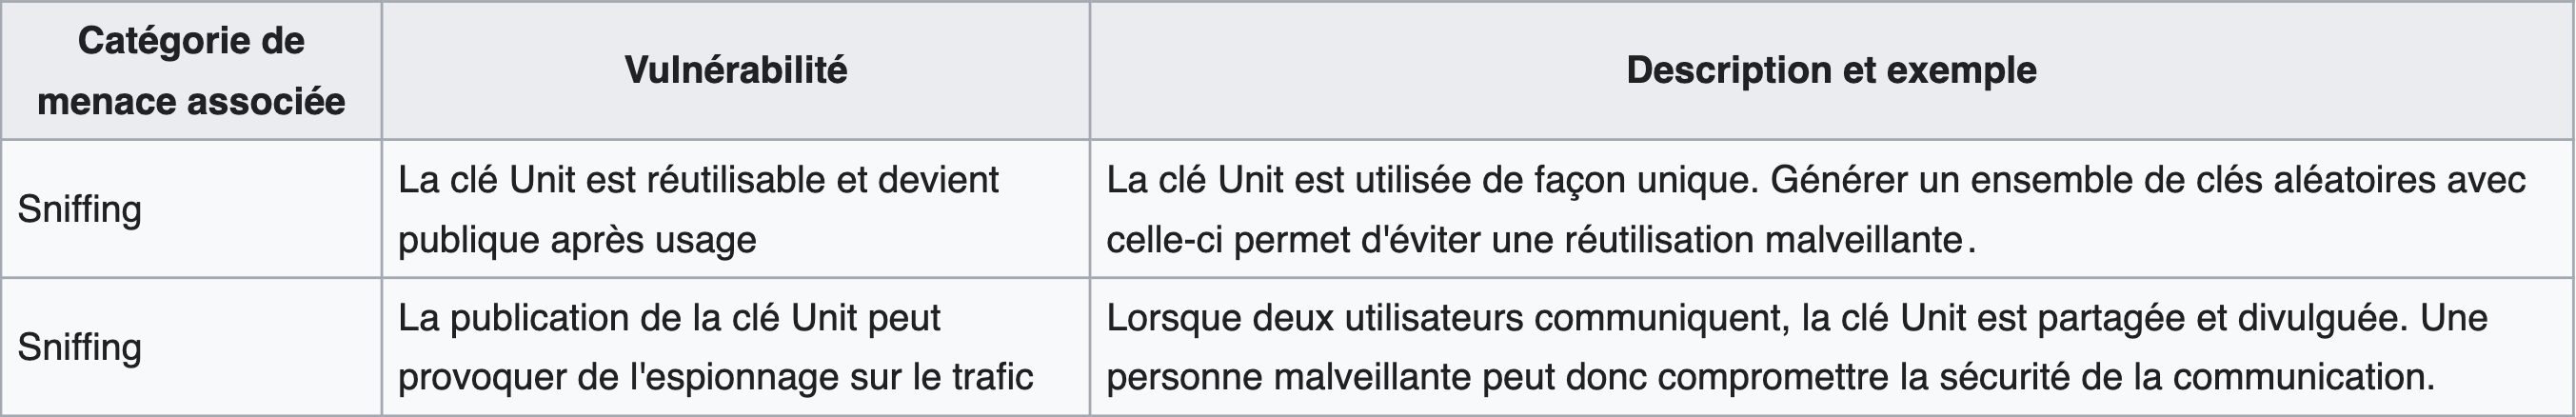 Catégorie de
menace associée
Vulnérabilité
Description et exemple
Sniffing
La clé Unit est réutilisable et devient
publique après usage
La clé Unit est utilisée de façon unique. Générer un ensemble de clés aléatoires avec
celle-ci permet d'éviter une réutilisation malveillante.
Sniffing
La publication de la clé Unit peut
provoquer de l'espionnage sur le trafic
Lorsque deux utilisateurs communiquent, la clé Unit est partagée et divulguée. Une
personne malveillante peut donc compromettre la sécurité de la communication.